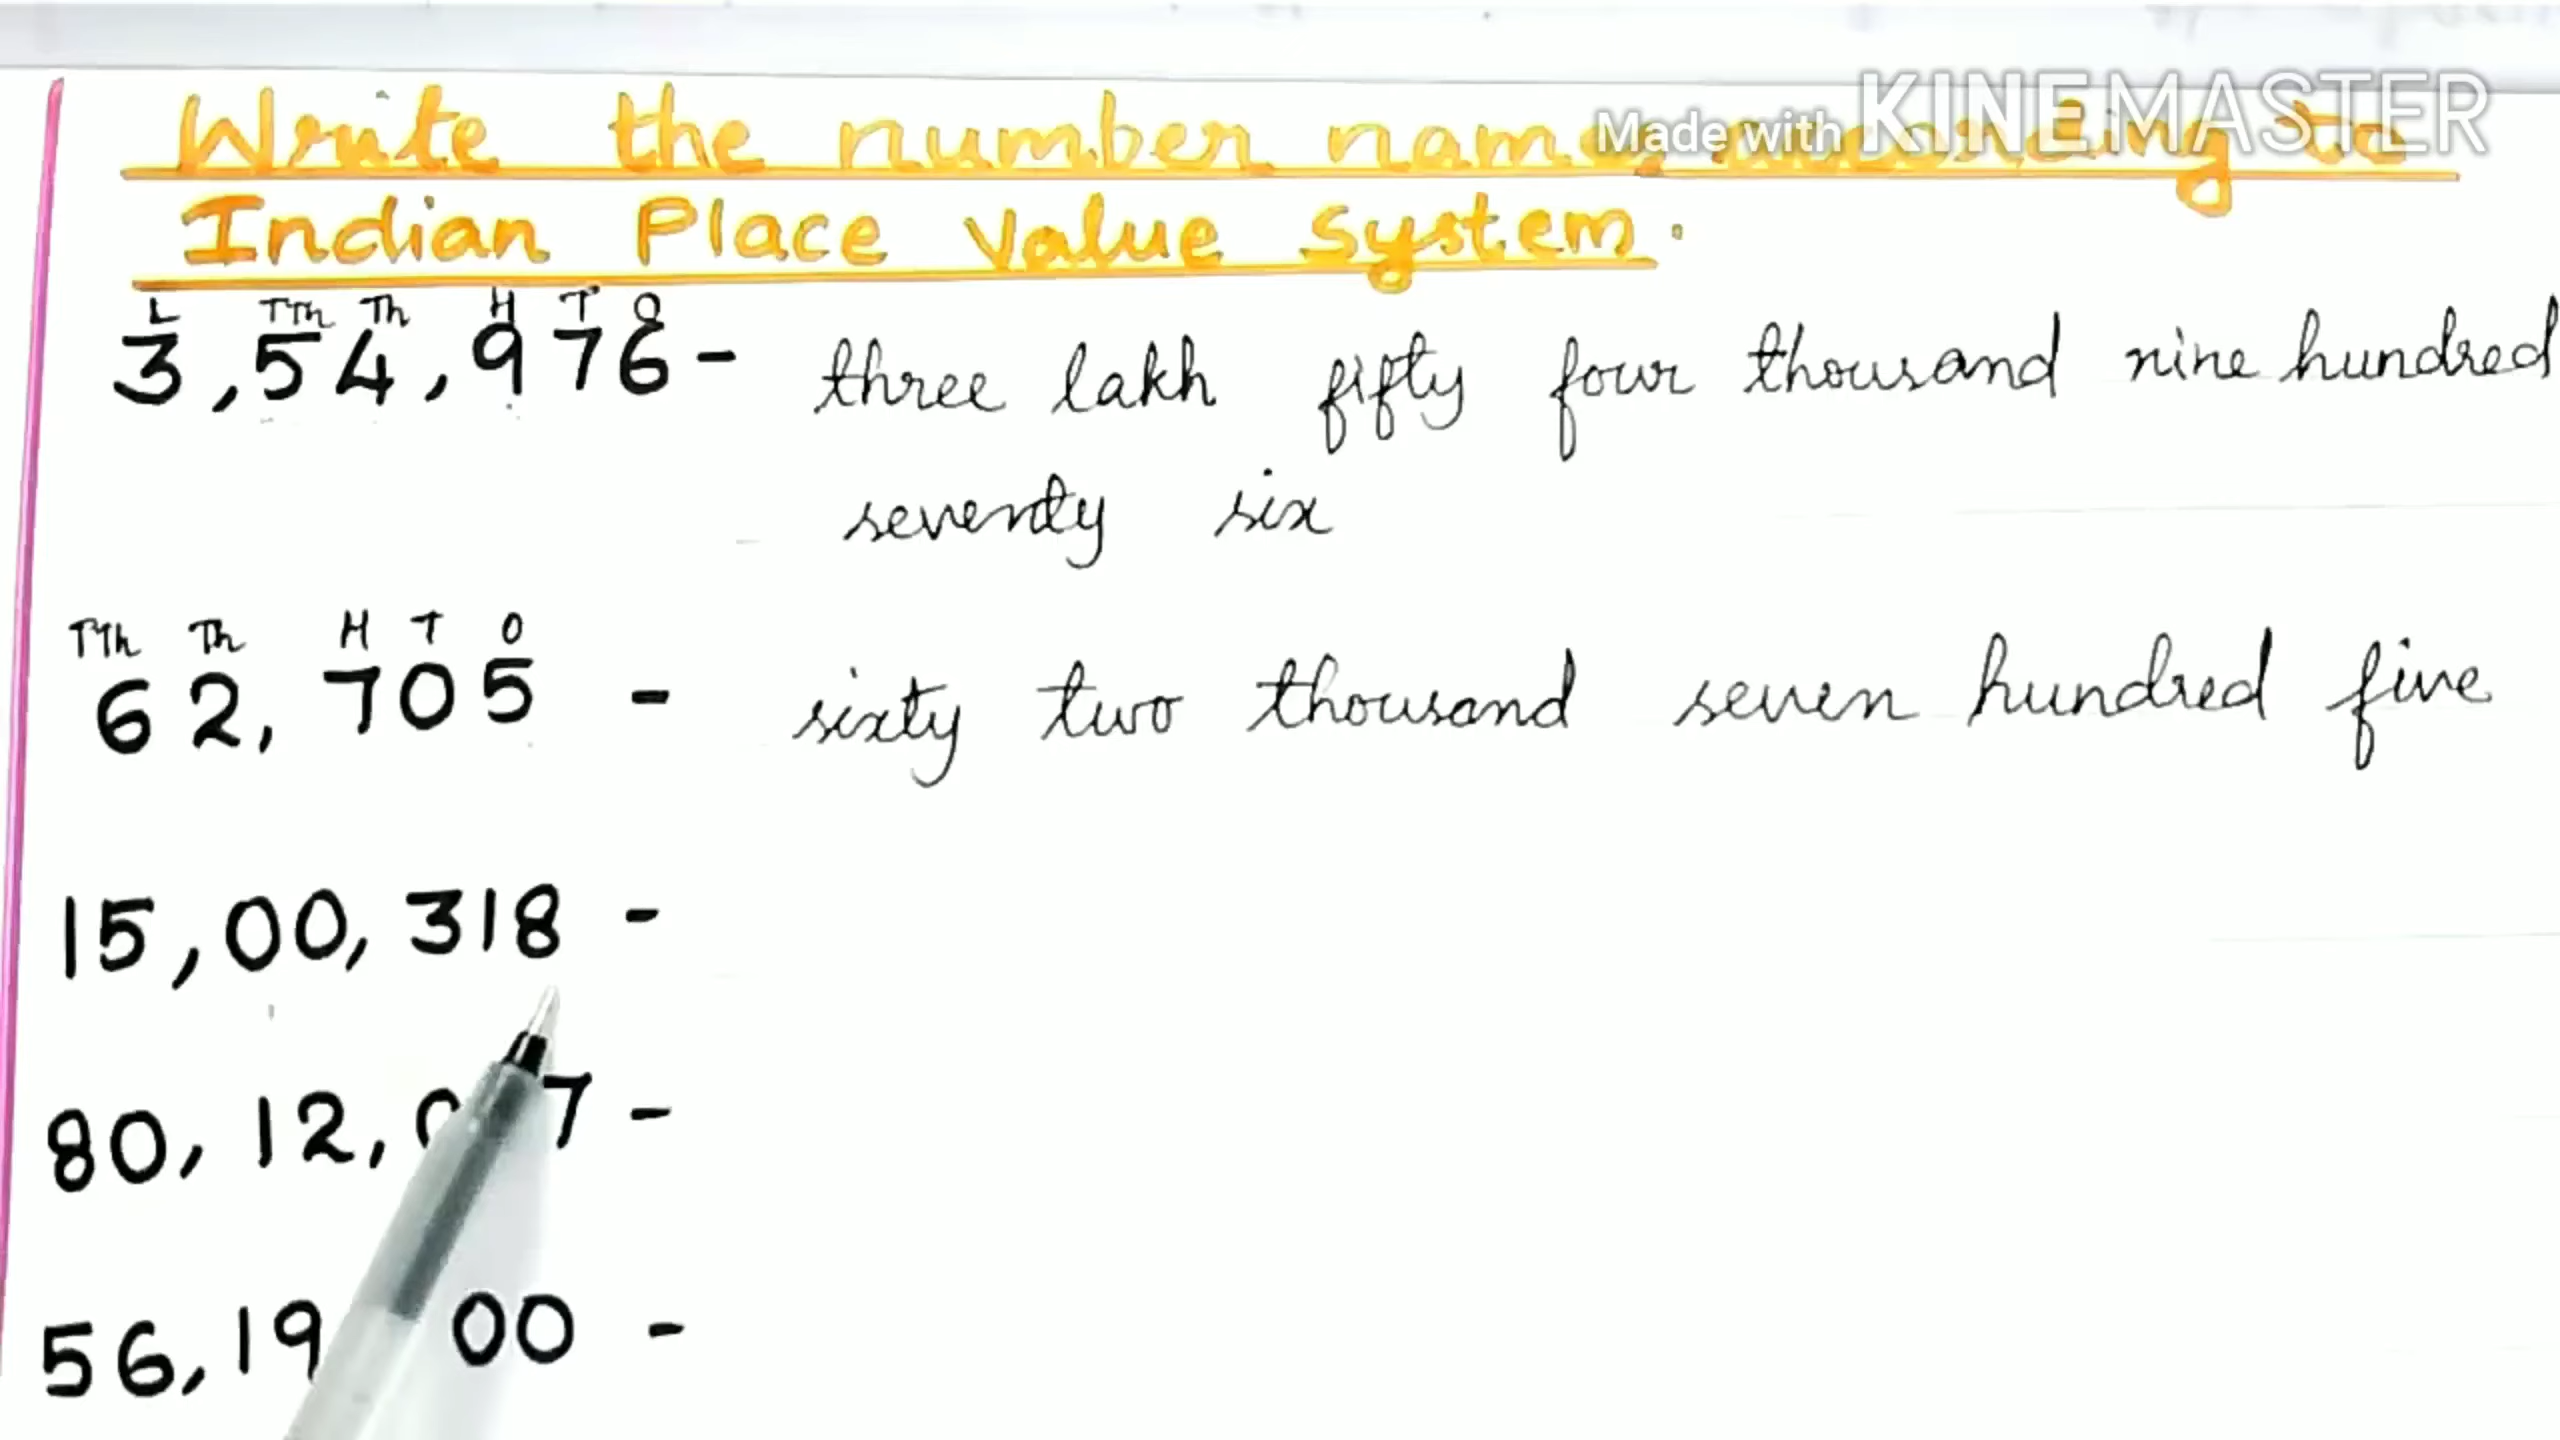 Write the number name according to
Made with KINEMASTER
Indian Place value system.
L TTh Th H T O
3,54,976 - three lakh fifty four thousand nine hundred
seventy six
TTh Th H T O
62,705 - sixty two thousand seven hundred five
15,00,318 -
80,12, 7 -
56,19 00 -